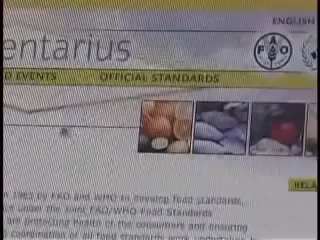 ENGLISH
entarius
FAO
D EVENTS OFFICIAL STANDARDS
RELA
n 1963 by FAO and WHO to develop food standards,
under the Joint FAO/WHO Food Standards
are protecting health of the consumers and ensuring
coordination of all food standards work undertaken